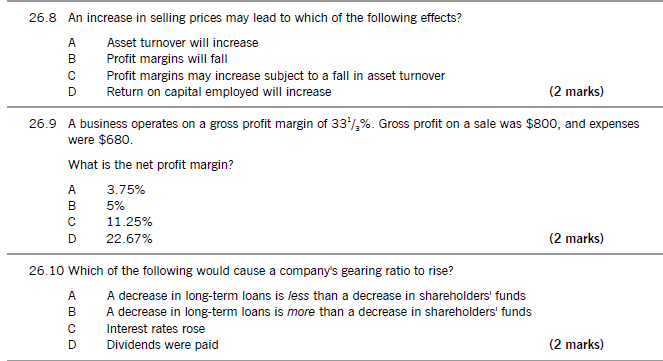 26.8 An increase in selling prices may lead to which of the following effects?
A Asset turnover will increase
B Profit margins will fall
C Profit margins may increase subject to a fall in asset turnover
D Return on capital employed will increase (2 marks)
26.9 A business operates on a gross profit margin of 33¹/₃%. Gross profit on a sale was $800, and expenses
were $680.
What is the net profit margin?
A 3.75%
B 5%
C 11.25%
D 22.67% (2 marks)
26.10 Which of the following would cause a company's gearing ratio to rise?
A A decrease in long-term loans is less than a decrease in shareholders' funds
B A decrease in long-term loans is more than a decrease in shareholders' funds
C Interest rates rose
D Dividends were paid (2 marks)